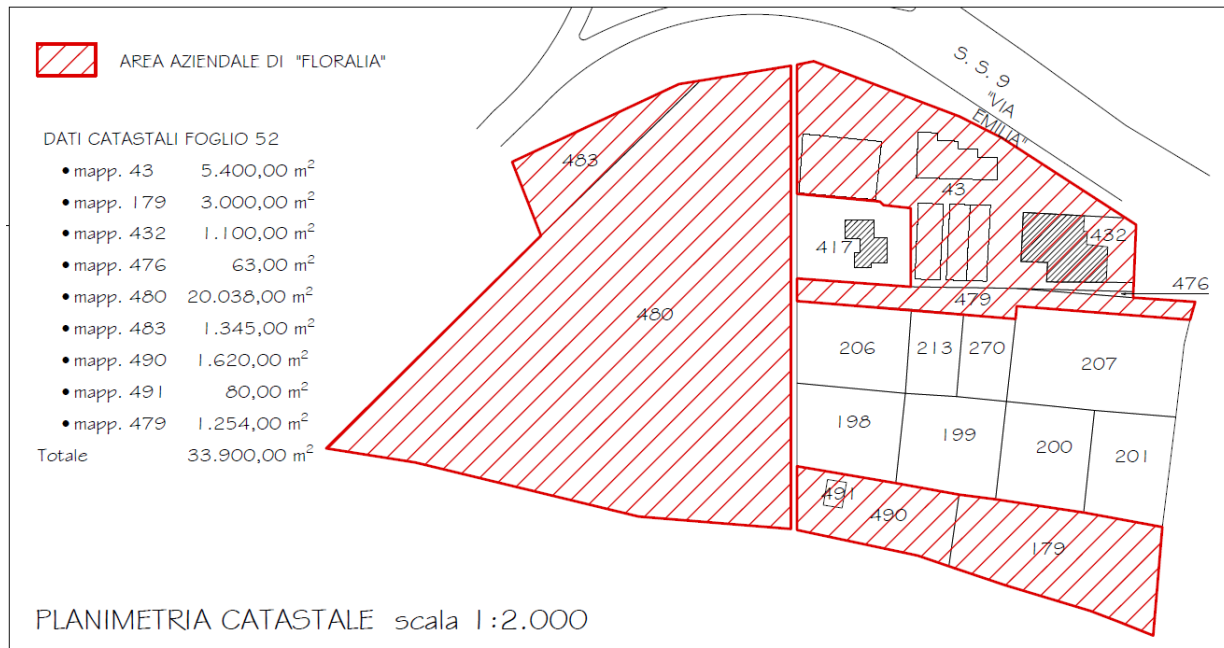 AREA AZIENDALE DI "FLORALIA"
S. S. 9
"VIA
EMILIA"
DATI CATASTALI FOGLIO 52
• mapp. 43 5.400,00 m²
• mapp. 179 3.000,00 m²
• mapp. 432 1.100,00 m²
• mapp. 476 63,00 m²
• mapp. 480 20.038,00 m²
• mapp. 483 1.345,00 m²
• mapp. 490 1.620,00 m²
• mapp. 491 80,00 m²
• mapp. 479 1.254,00 m²
Totale 33.900,00 m²
483
43
417
432
476
479
480
206
213
270
207
198
199
200
201
491
490
179
PLANIMETRIA CATASTALE scala 1:2.000